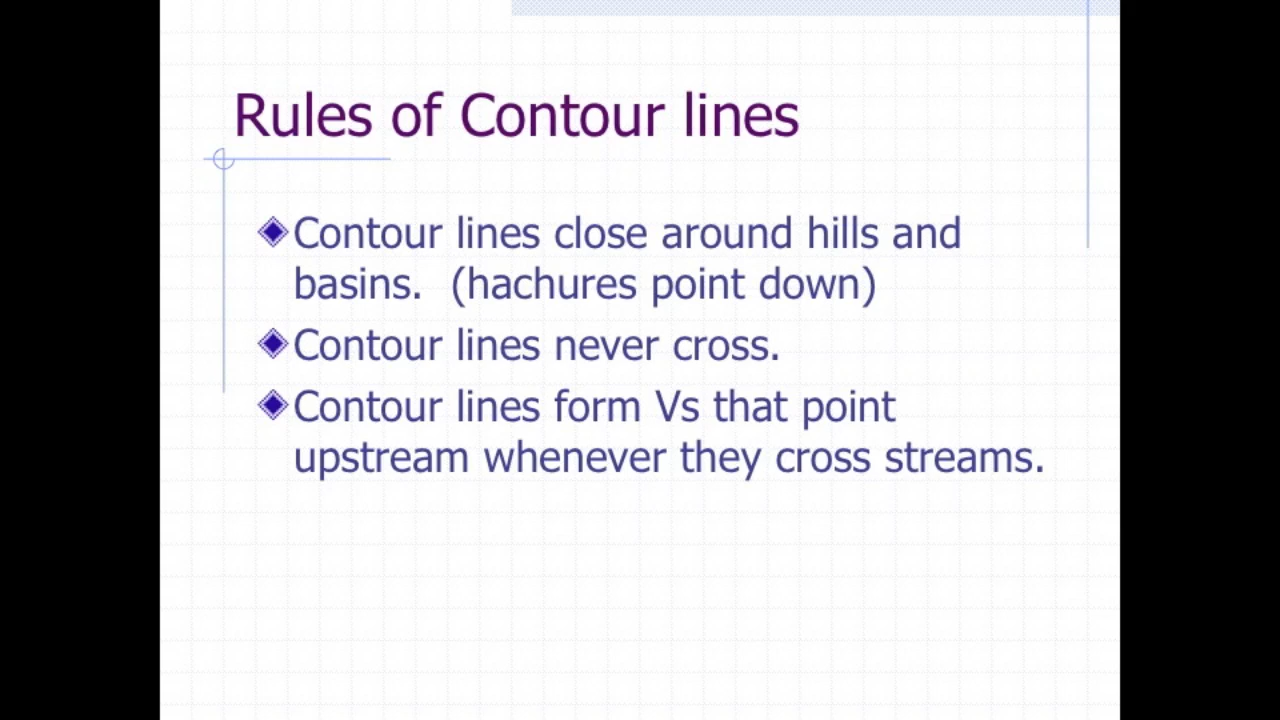 Rules of Contour lines
Contour lines close around hills and
basins.  (hachures point down)
Contour lines never cross.
Contour lines form Vs that point
upstream whenever they cross streams.